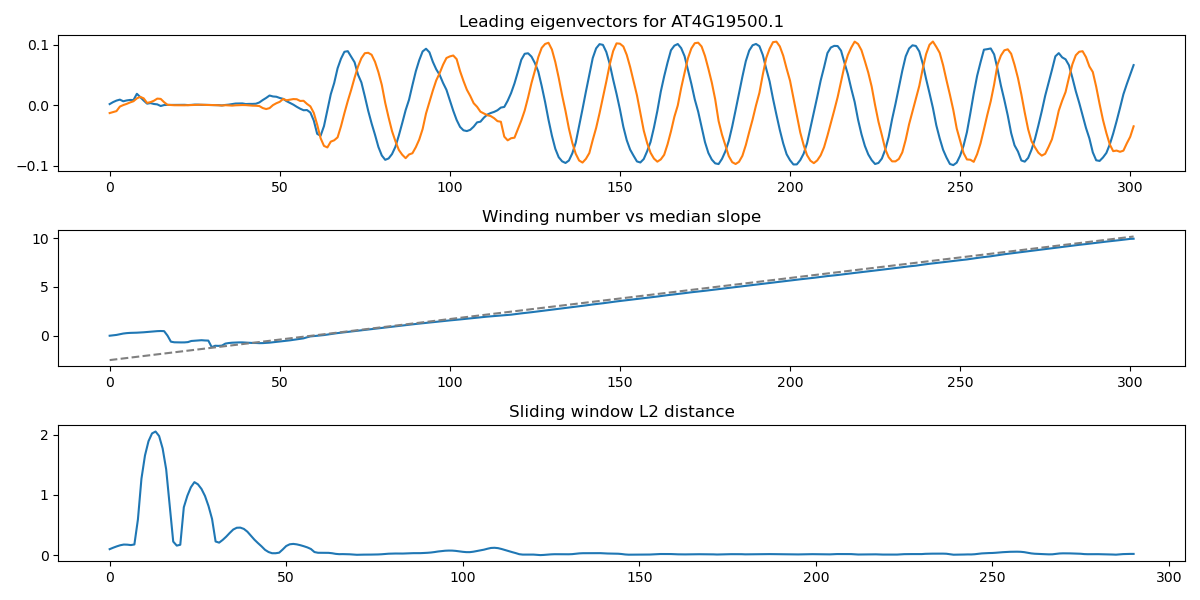 Leading eigenvectors for AT4G19500.1
0.1
0.0
−0.1
0 50 100 150 200 250 300
Winding number vs median slope
10
5
0
0 50 100 150 200 250 300
Sliding window L2 distance
2
1
0
0 50 100 150 200 250 300